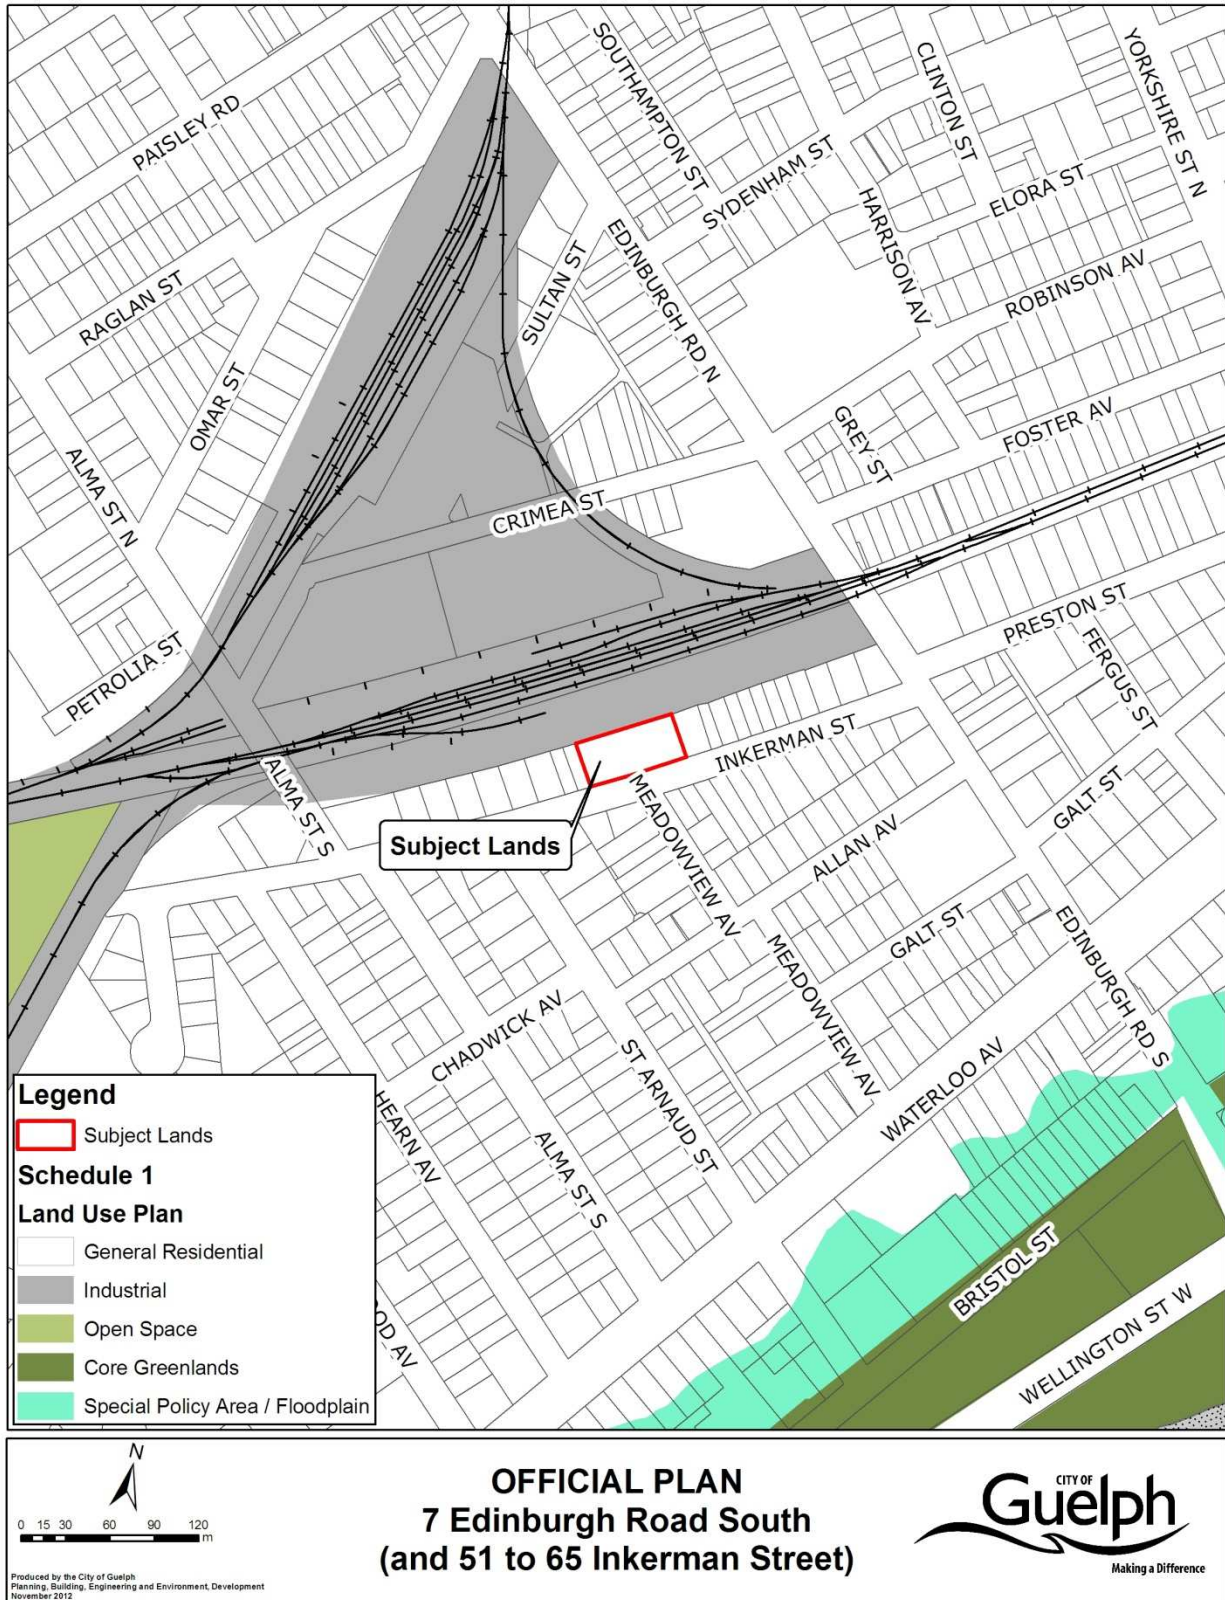 PAISLEY RD
SOUTHAMPTON ST
CLINTON ST
YORKSHIRE ST N
SYDENHAM ST
ELORA ST
HARRISON AV
EDINBURGH RD N
SULTAN ST
ROBINSON AV
RAGLAN ST
OMAR ST
GREY ST
FOSTER AV
ALMA ST N
CRIMEA ST
PRESTON ST
FERGUS ST
PETROLIA ST
INKERMAN ST
ALMA ST S
MEADOWVIEW AV
GALT ST
ALLAN AV
Subject Lands
GALT ST
EDINBURGH RD S
MEADOWVIEW AV
CHADWICK AV
ST ARNAUD ST
WATERLOO AV
HEARN AV
ALMA ST S
BRISTOL ST
WELLINGTON ST W
OD AV
Legend
Subject Lands
Schedule 1
Land Use Plan
General Residential
Industrial
Open Space
Core Greenlands
Special Policy Area / Floodplain
N
0 15 30 60 90 120
m
Produced by the City of Guelph
Planning, Building, Engineering and Environment, Development
November 2012
OFFICIAL PLAN
7 Edinburgh Road South
(and 51 to 65 Inkerman Street)
CITY OF
Guelph
Making a Difference